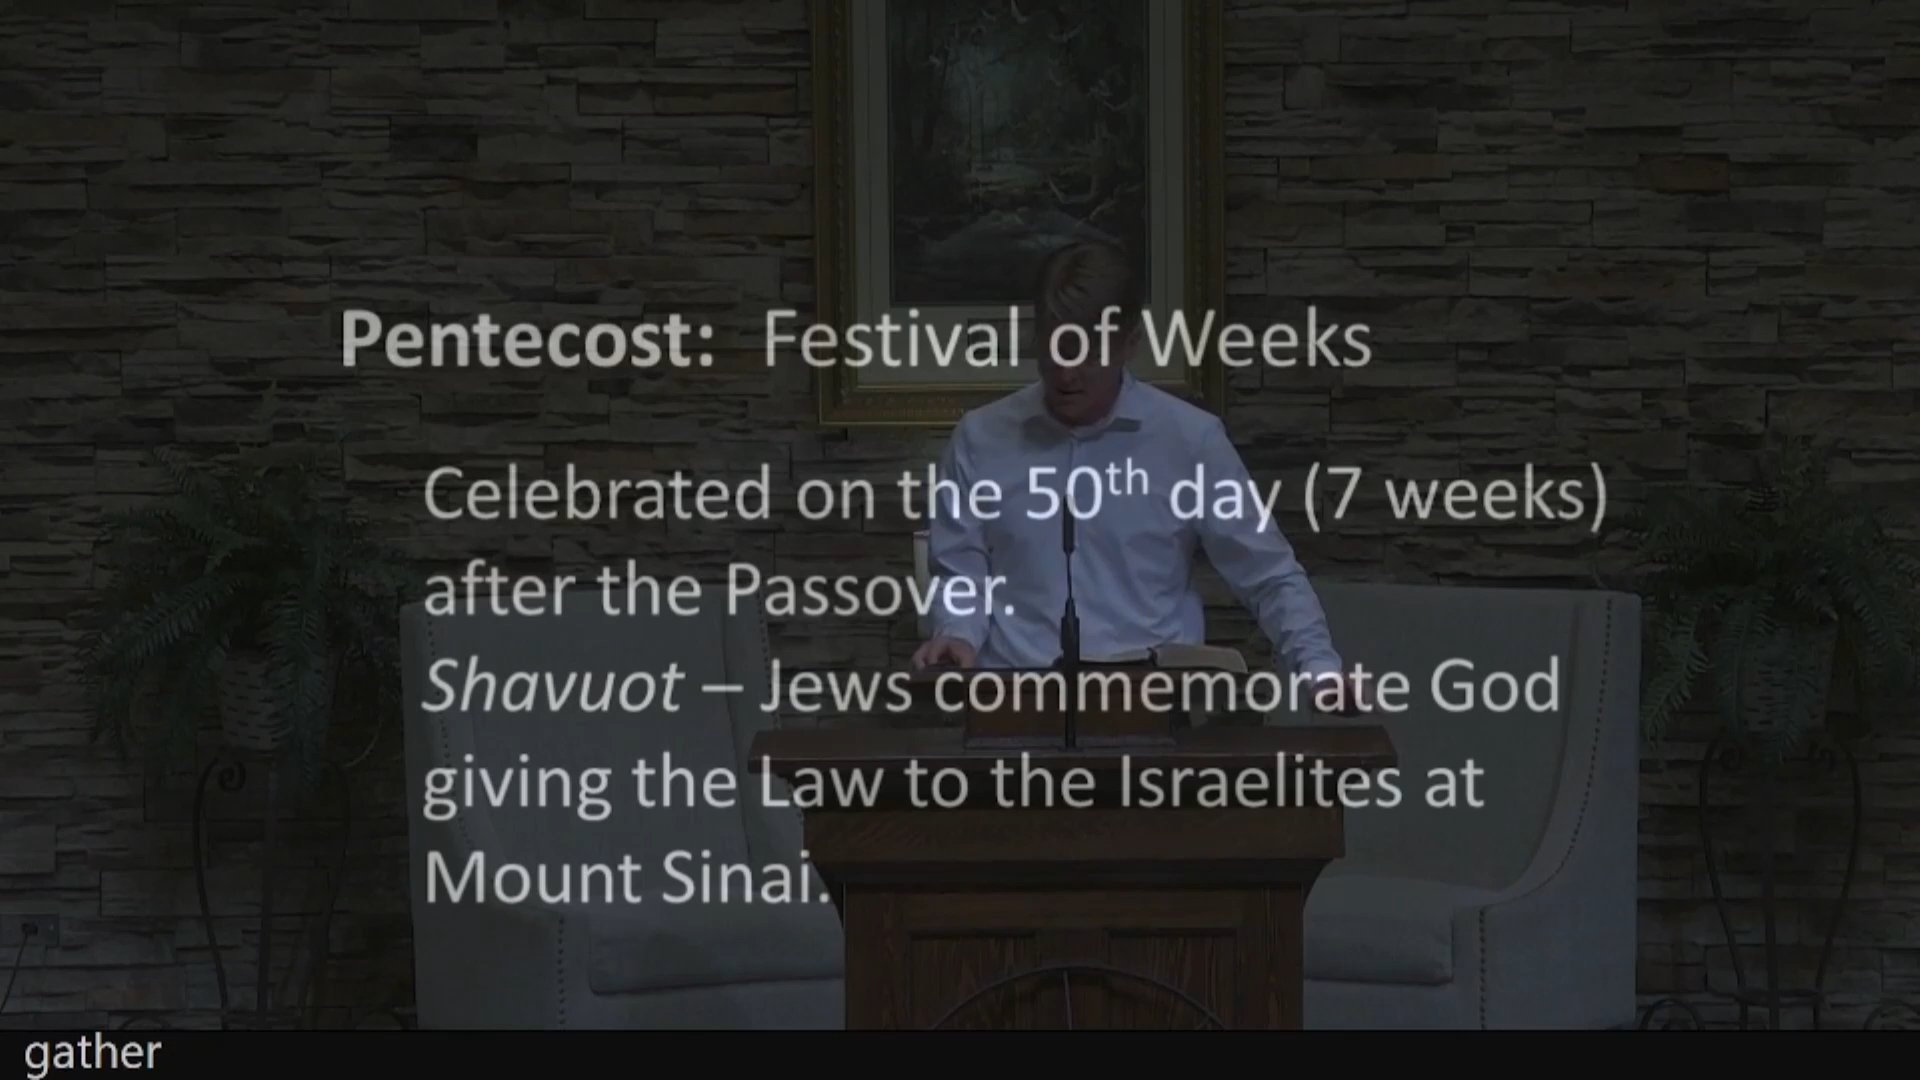 Pentecost: Festival of Weeks
Celebrated on the 50th day (7 weeks)
after the Passover.
Shavuot – Jews commemorate God
giving the Law to the Israelites at
Mount Sinai.
gather